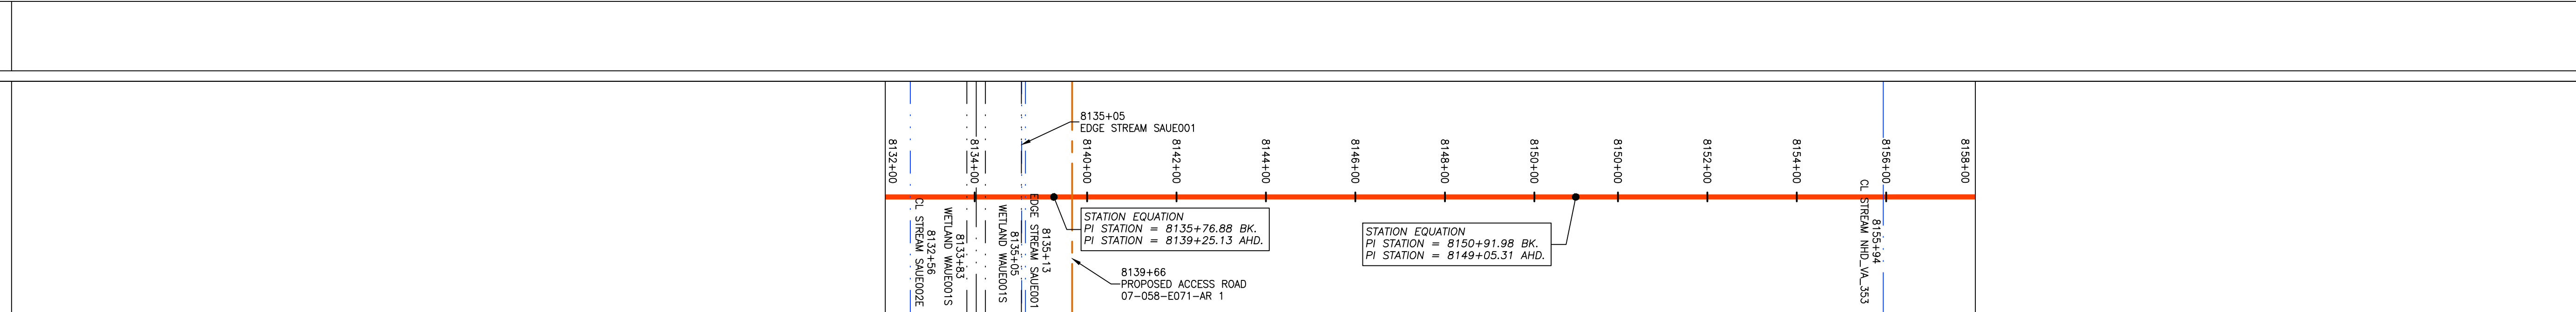 8135+05
EDGE STREAM SAUE001
8132+00
8134+00
8140+00
8142+00
8144+00
8146+00
8148+00
8150+00
8150+00
8152+00
8154+00
8156+00
8158+00
8132+56
CL STREAM SAUE002E
8133+83
WETLAND WAUE001S
8135+05
WETLAND WAUE001S
8135+13
EDGE STREAM SAUE001
STATION EQUATION
PI STATION = 8135+76.88 BK.
PI STATION = 8139+25.13 AHD.
8139+66
PROPOSED ACCESS ROAD
07-058-E071-AR 1
STATION EQUATION
PI STATION = 8150+91.98 BK.
PI STATION = 8149+05.31 AHD.
8155+94
CL STREAM NHD_VA_353